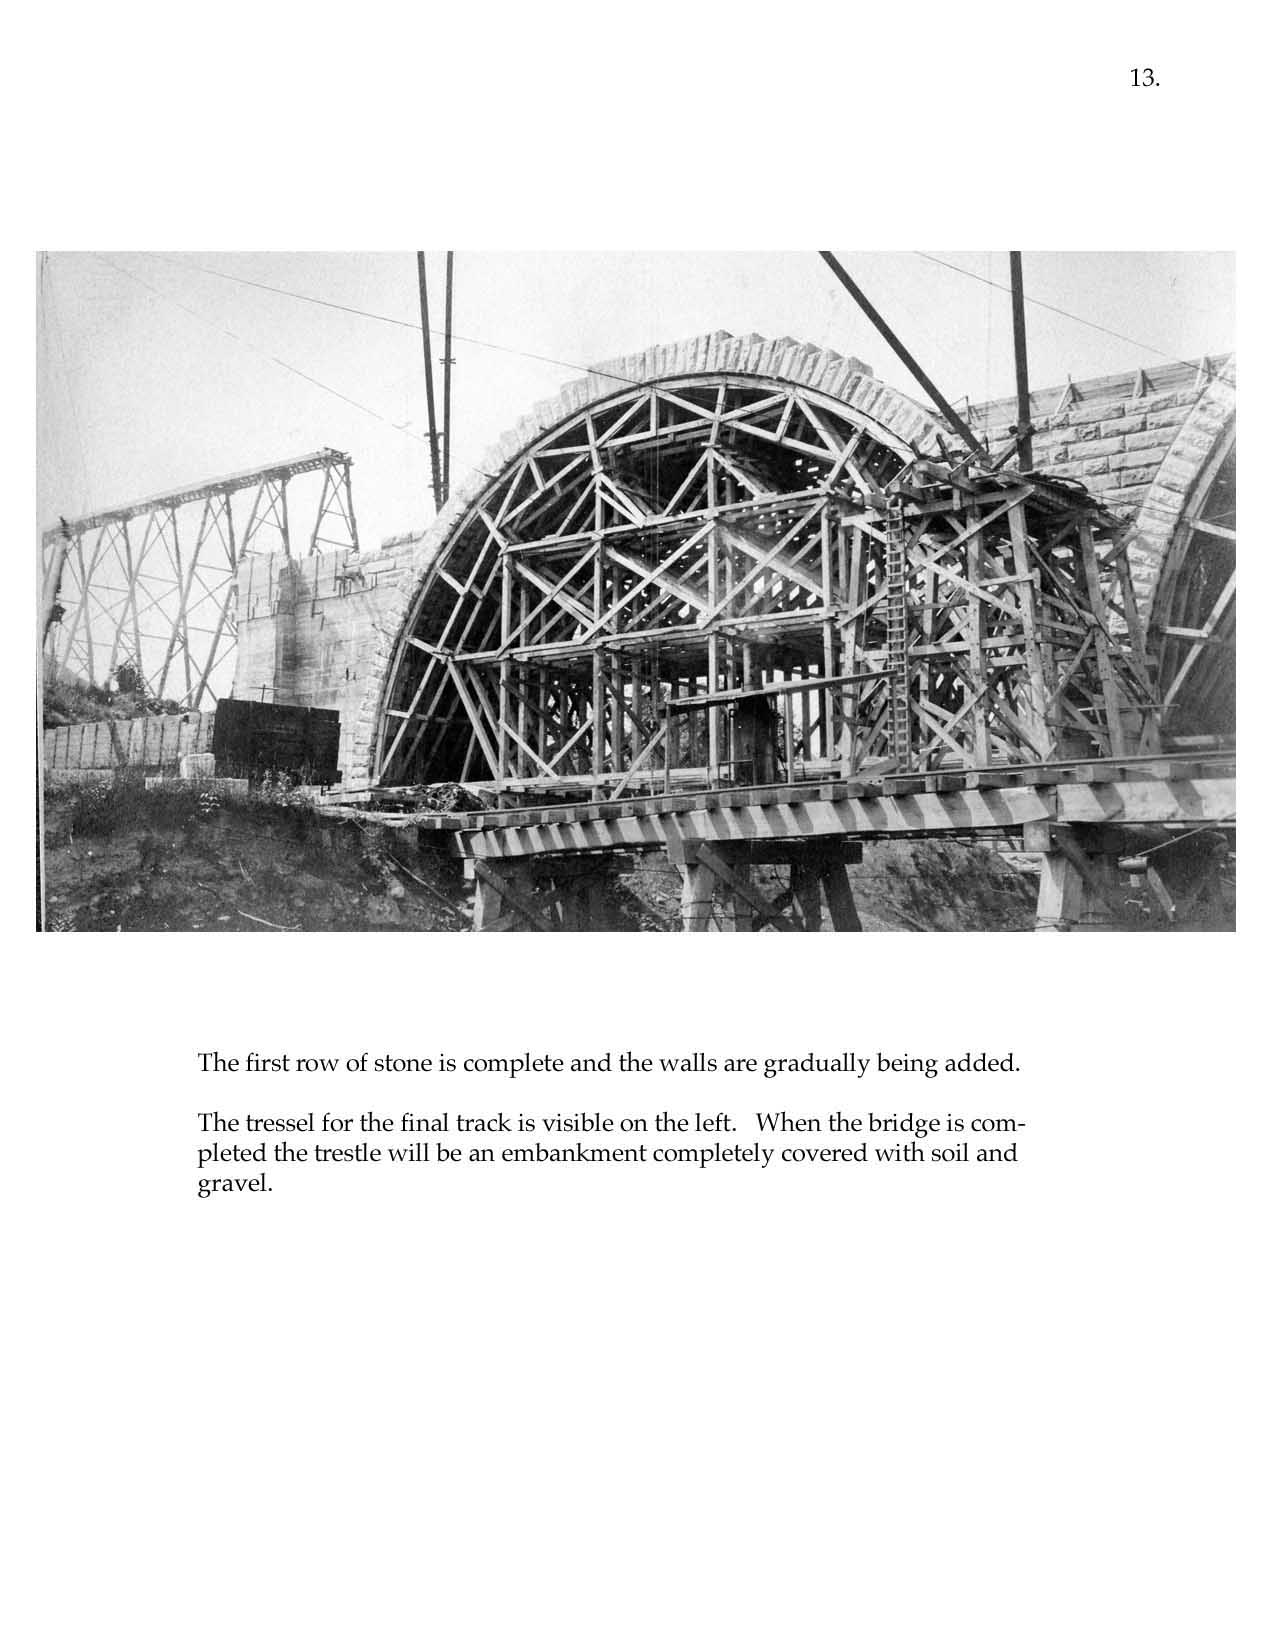 13.
The first row of stone is complete and the walls are gradually being added.
The tressel for the final track is visible on the left.   When the bridge is com-
pleted the trestle will be an embankment completely covered with soil and
gravel.